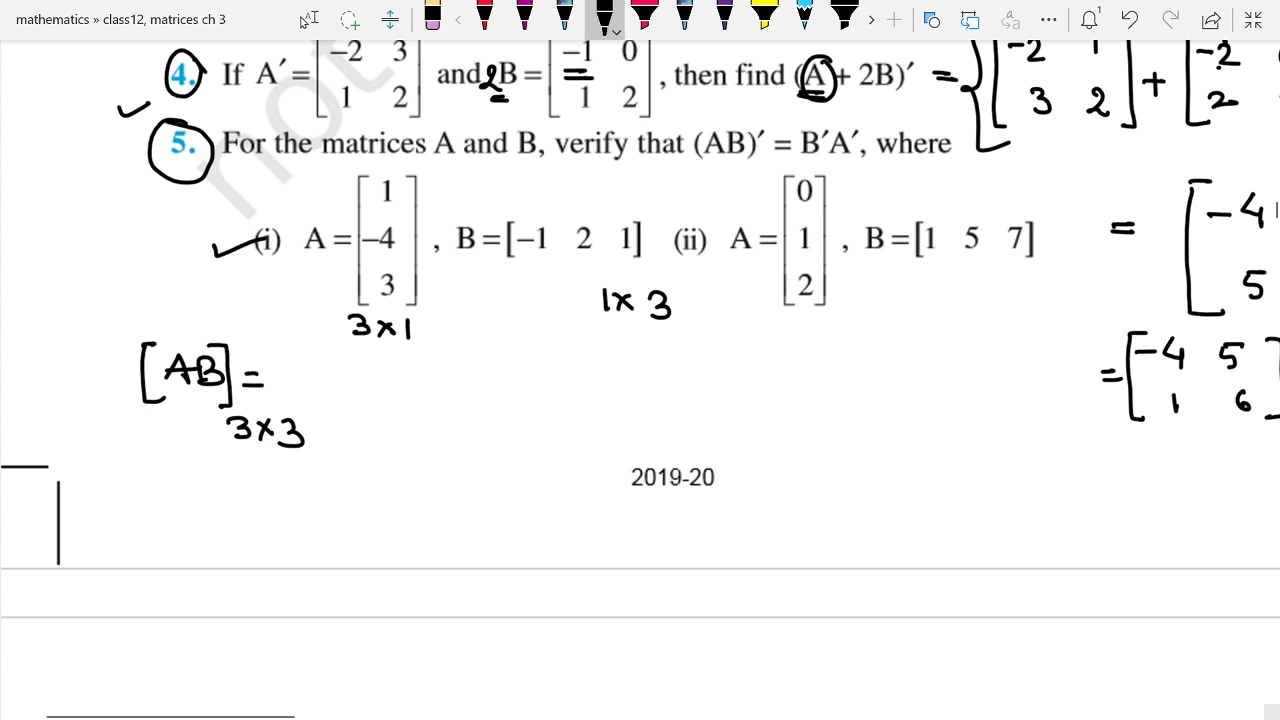 mathematics » class12, matrices ch 3
4. If A′ = [−2 3 1 2] and 2B = [−1 0 1 2], then find (A + 2B)′ = {[-2 1 3 2] + [-2 2
5. For the matrices A and B, verify that (AB)′ = B′A′, where
(i) A = [1 −4 3], B = [−1 2 1] (ii) A = [0 1 2], B = [1 5 7]
= [-4 5
3×1
1×3
[AB] =
3×3
= [-4 5 1 6]
2019-20
not